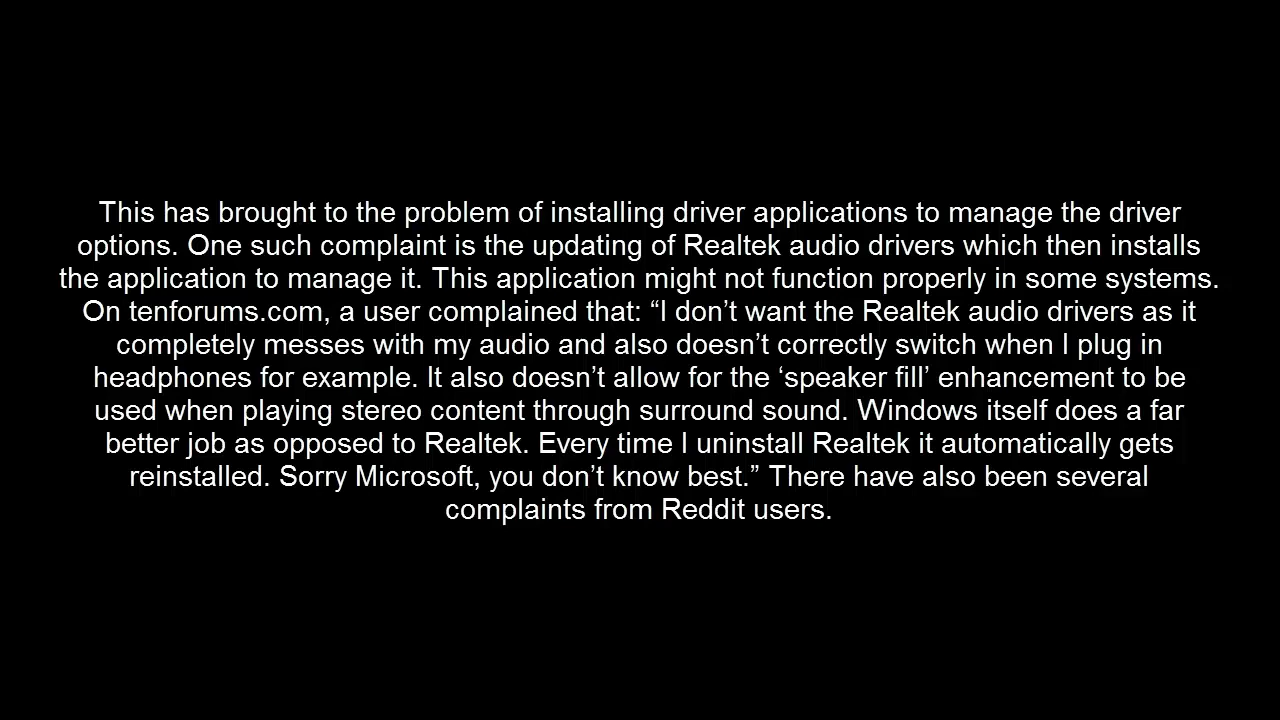 This has brought to the problem of installing driver applications to manage the driver
options. One such complaint is the updating of Realtek audio drivers which then installs
the application to manage it. This application might not function properly in some systems.
On tenforums.com, a user complained that: “I don’t want the Realtek audio drivers as it
completely messes with my audio and also doesn’t correctly switch when I plug in
headphones for example. It also doesn’t allow for the ‘speaker fill’ enhancement to be
used when playing stereo content through surround sound. Windows itself does a far
better job as opposed to Realtek. Every time I uninstall Realtek it automatically gets
reinstalled. Sorry Microsoft, you don’t know best.” There have also been several
complaints from Reddit users.